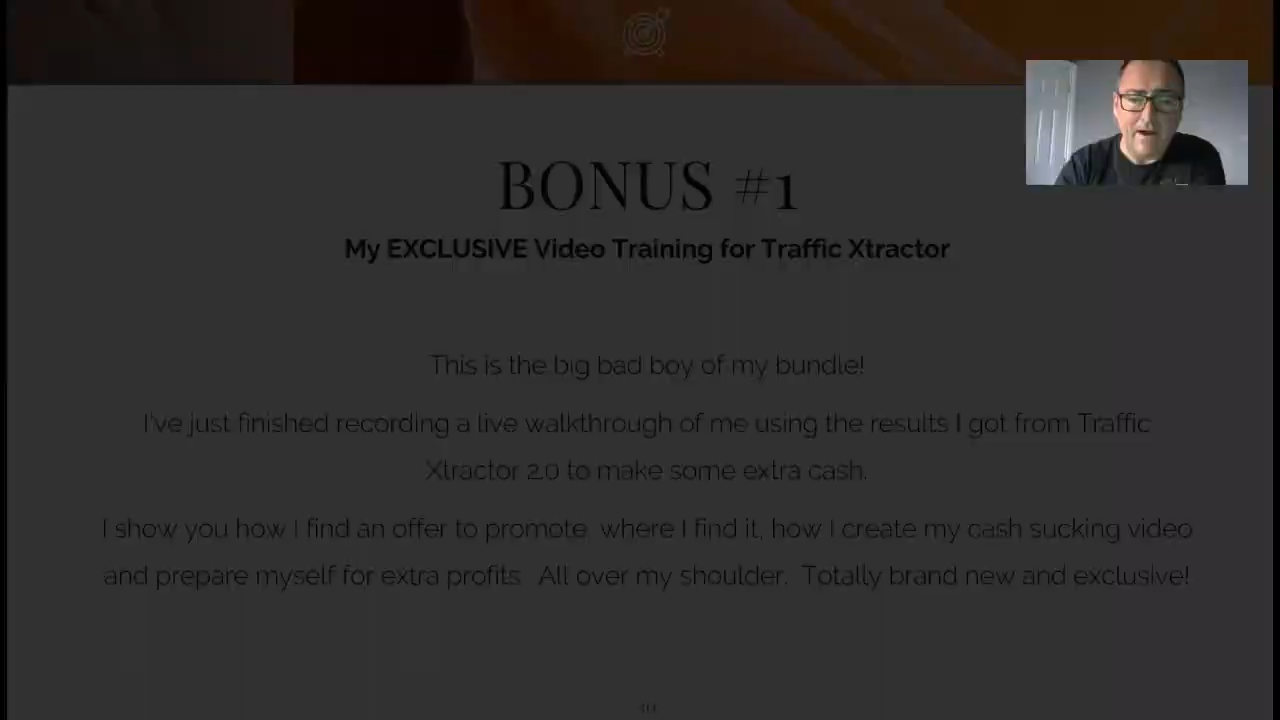 BONUS #1
My EXCLUSIVE Video Training for Traffic Xtractor
This is the big bad boy of my bundle!
I've just finished recording a live walkthrough of me using the results I got from Traffic
Xtractor 2.0 to make some extra cash.
I show you how I find an offer to promote, where I find it, how I create my cash sucking video
and prepare myself for extra profits. All over my shoulder. Totally brand new and exclusive!